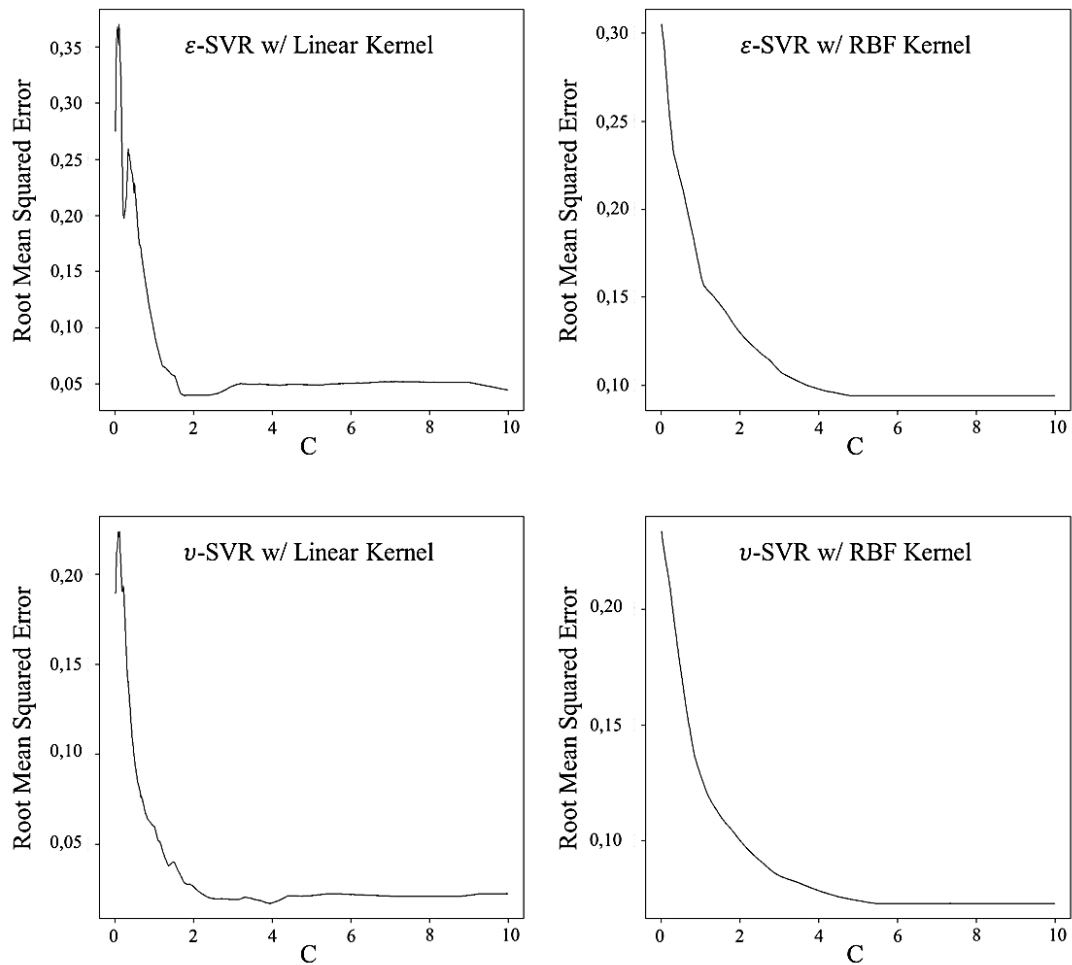 ε-SVR w/ Linear Kernel
Root Mean Squared Error
0,35
0,30
0,25
0,20
0,15
0,10
0,05
0 2 4 6 8 10
C
ε-SVR w/ RBF Kernel
Root Mean Squared Error
0,30
0,25
0,20
0,15
0,10
0 2 4 6 8 10
C
υ-SVR w/ Linear Kernel
Root Mean Squared Error
0,20
0,15
0,10
0,05
0 2 4 6 8 10
C
υ-SVR w/ RBF Kernel
Root Mean Squared Error
0,20
0,15
0,10
0 2 4 6 8 10
C